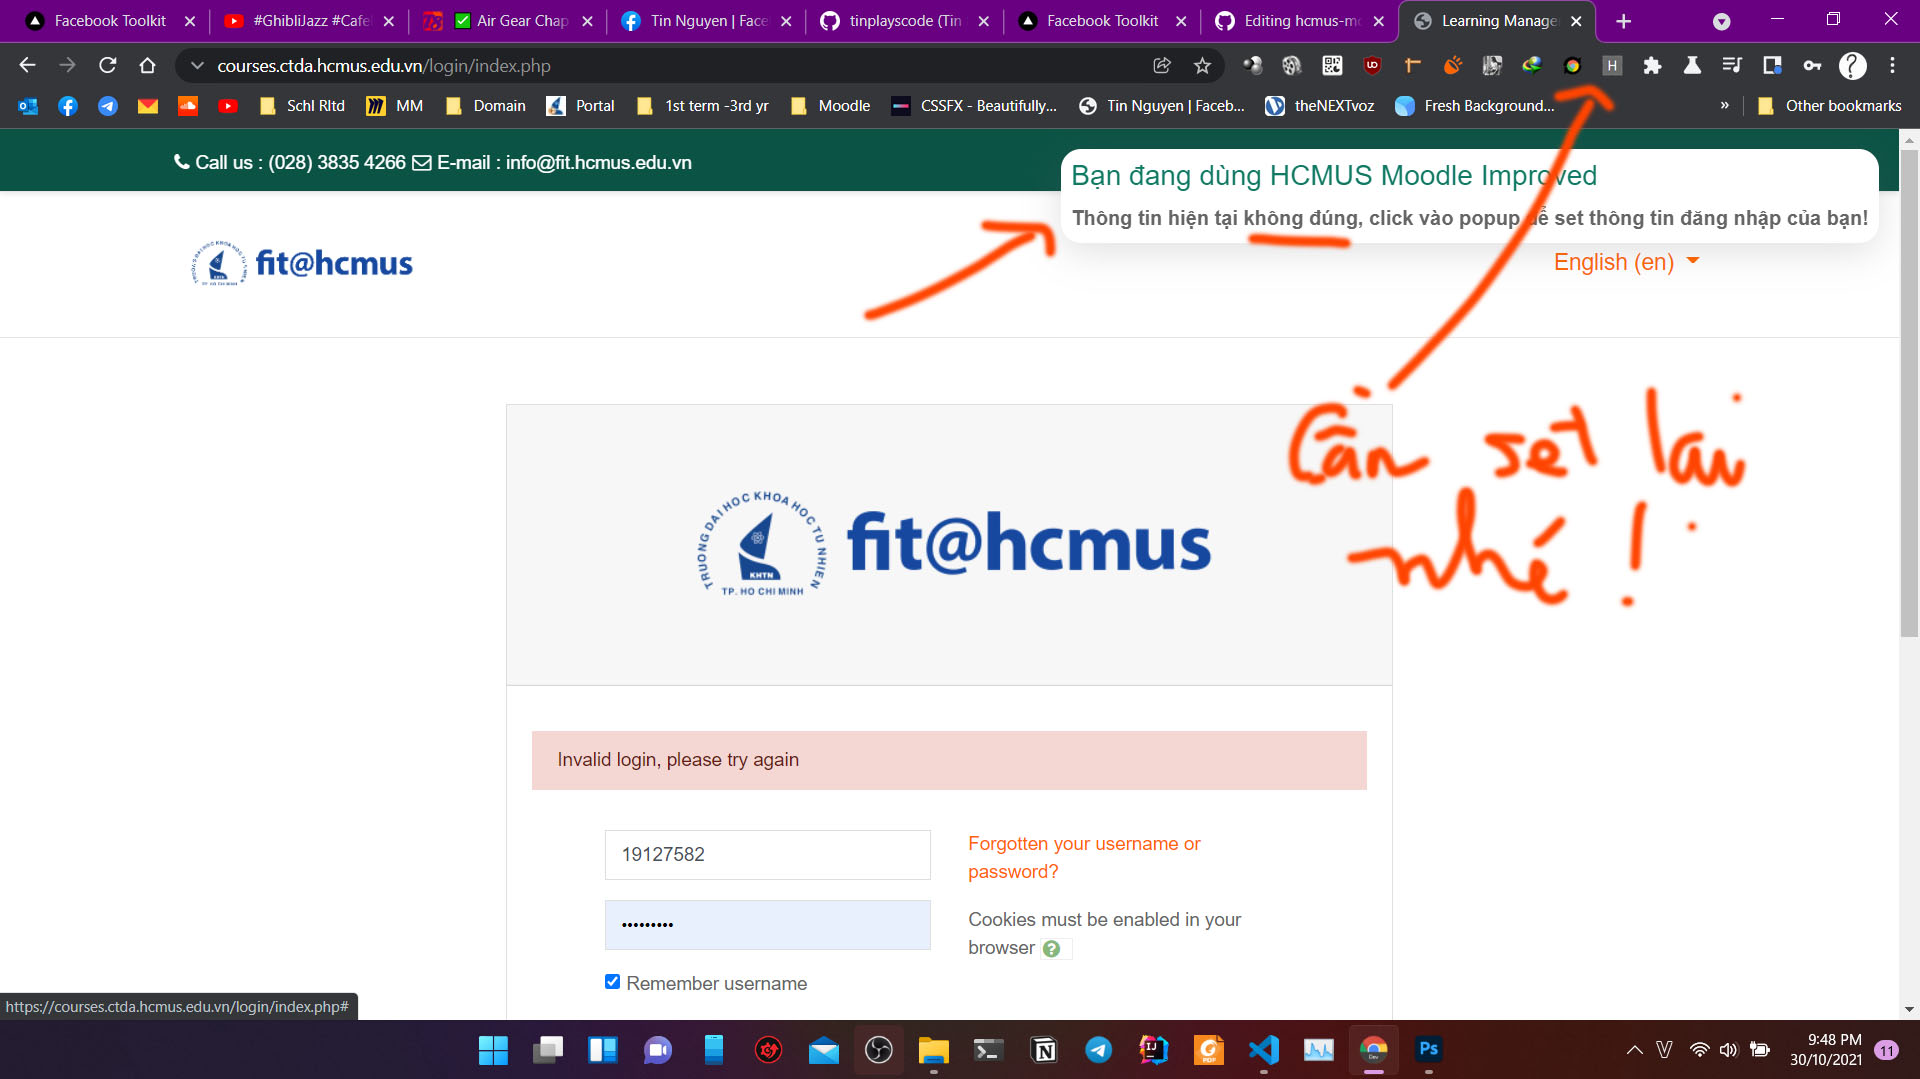 Facebook Toolkit
#GhibliJazz #Cafel
Air Gear Chap
Tin Nguyen | Face
tinplayscode (Tin
Facebook Toolkit
Editing hcmus-mo
Learning Manage
courses.ctda.hcmus.edu.vn/login/index.php
Schl Rltd
MM
Domain
Portal
1st term -3rd yr
Moodle
CSSFX - Beautifully...
Tin Nguyen | Faceb...
theNEXTvoz
Fresh Background...
»
Other bookmarks
Call us : (028) 3835 4266 E-mail : info@fit.hcmus.edu.vn
Bạn đang dùng HCMUS Moodle Improved
Thông tin hiện tại không đúng, click vào popup để set thông tin đăng nhập của bạn!
fit@hcmus
English (en)
Cần set lại
nhé !
TRUONG DAI HOC KHOA HOC TU NHIEN
KHTN
TP. HO CHI MINH
fit@hcmus
Invalid login, please try again
19127582
Forgotten your username or
password?
•••••••••
Cookies must be enabled in your
browser
Remember username
https://courses.ctda.hcmus.edu.vn/login/index.php#
9:48 PM
30/10/2021
11